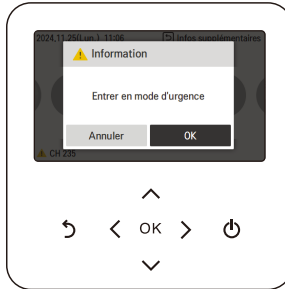 2024.11.25(Lun.) 11:06 Infos supplémentaires
Information
Entrer en mode d'urgence
Annuler OK
CH 235
OK